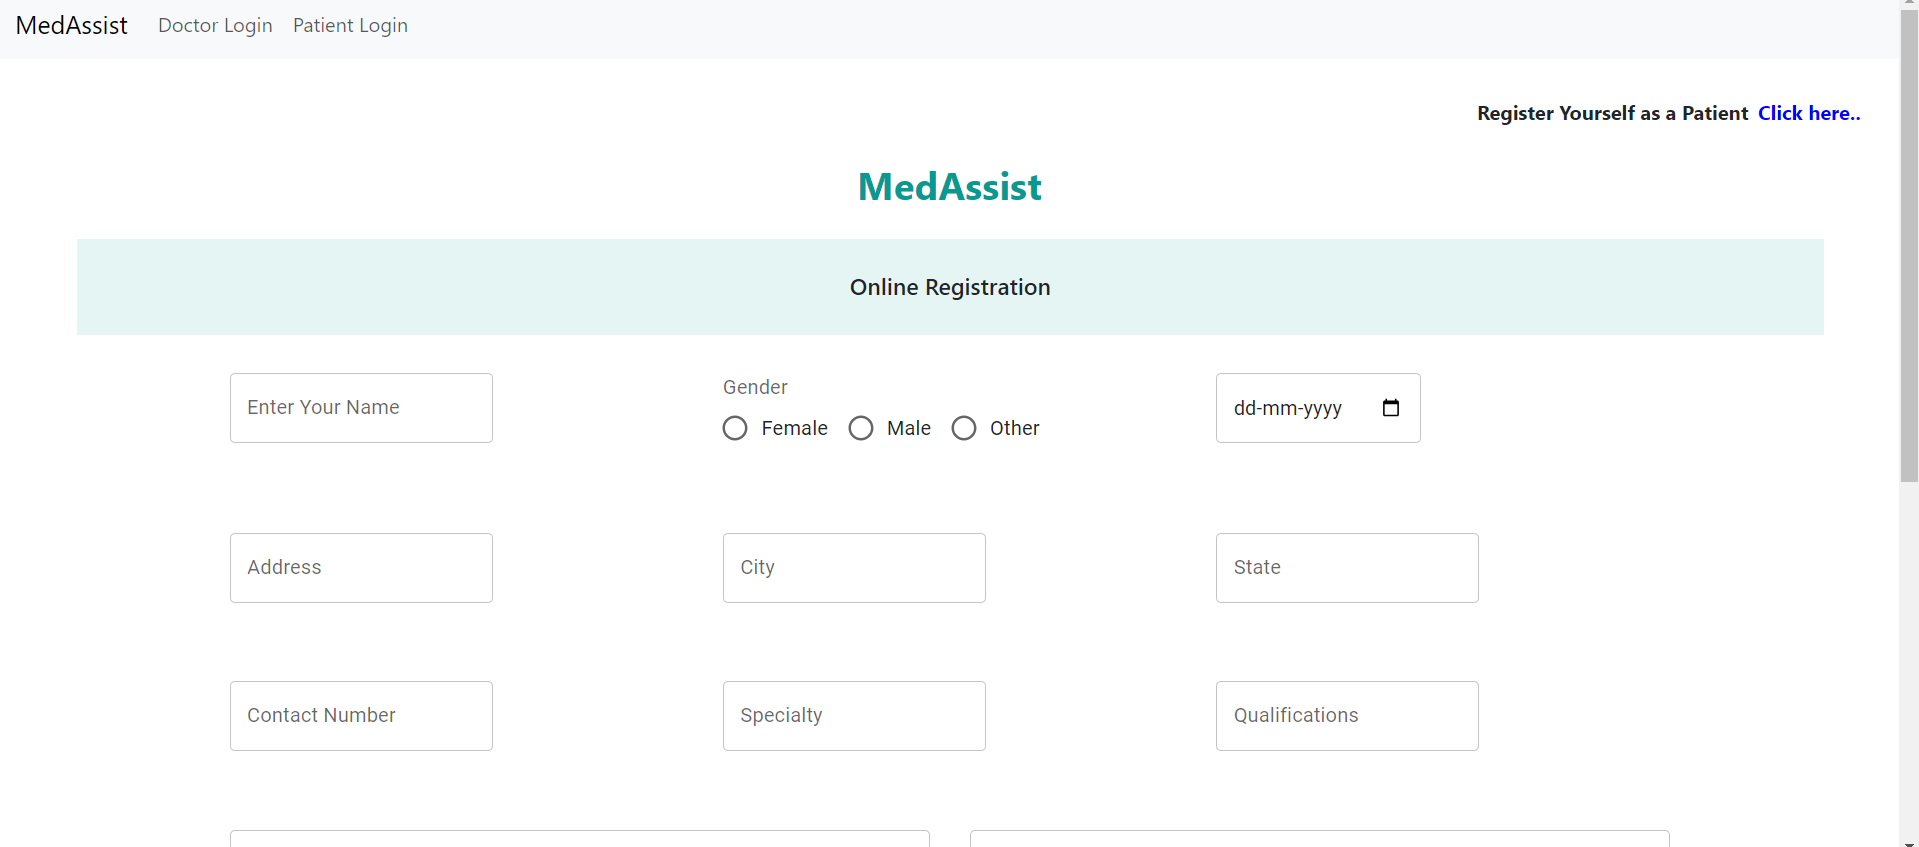 MedAssist Doctor Login Patient Login
Register Yourself as a Patient Click here..
MedAssist
Online Registration
Gender
Enter Your Name
Female Male Other
dd-mm-yyyy
Address City State
Contact Number Specialty Qualifications